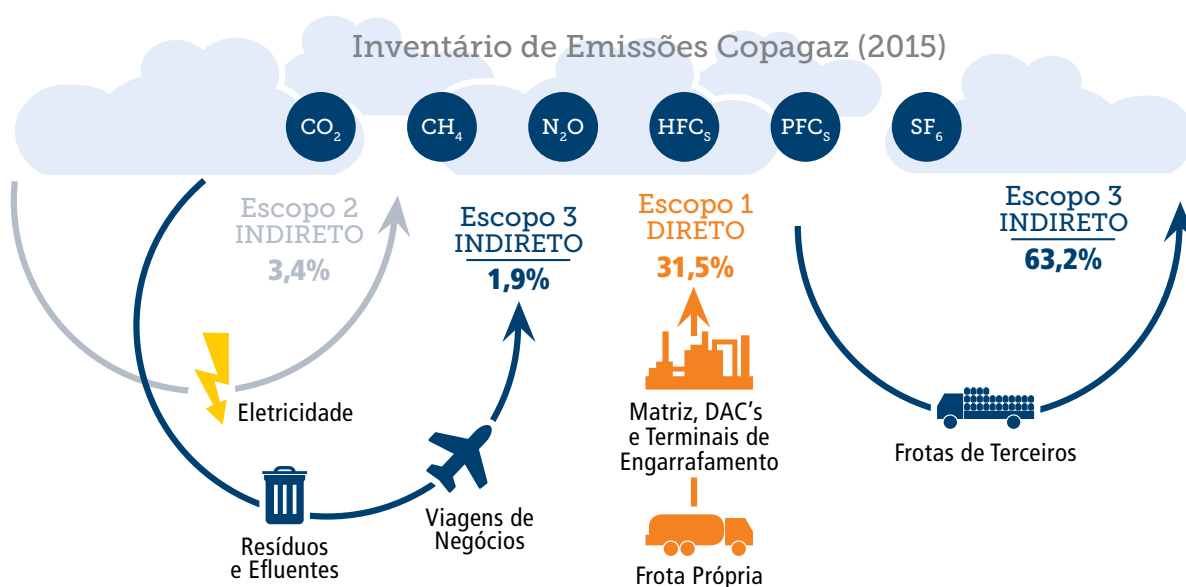 Inventário de Emissões Copagaz (2015)
CO₂
CH₄
N₂O
HFCₛ
PFCₛ
SF₆
Escopo 2
INDIRETO
3,4%
Eletricidade
Escopo 3
INDIRETO
1,9%
Resíduos
e Efluentes
Viagens de
Negócios
Escopo 1
DIRETO
31,5%
Matriz, DAC's
e Terminais de
Engarrafamento
Frota Própria
Escopo 3
INDIRETO
63,2%
Frotas de Terceiros